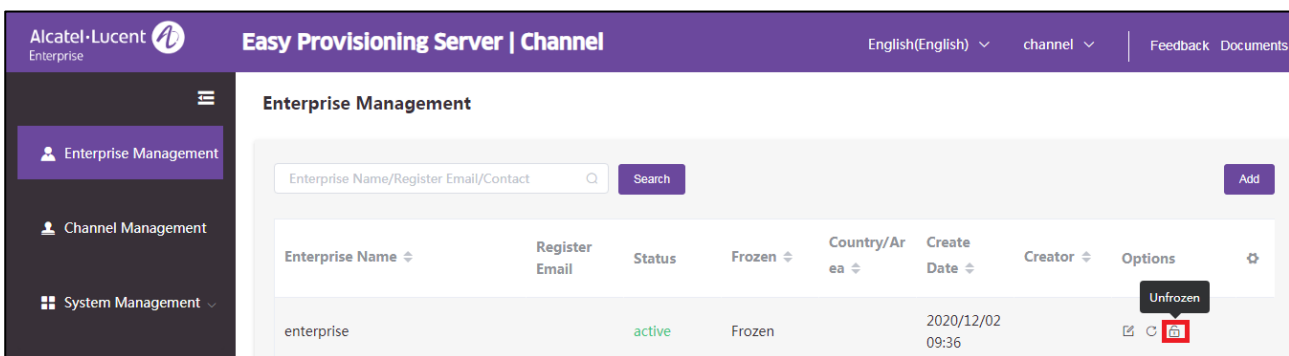 Alcatel·Lucent
Enterprise
Easy Provisioning Server | Channel
English(English)
channel
Feedback Documents
Enterprise Management
Enterprise Management
Enterprise Name/Register Email/Contact
Search
Add
Channel Management
Enterprise Name
Register
Email
Status
Frozen
Country/Ar
ea
Create
Date
Creator
Options
System Management
Unfrozen
enterprise
active
Frozen
2020/12/02
09:36